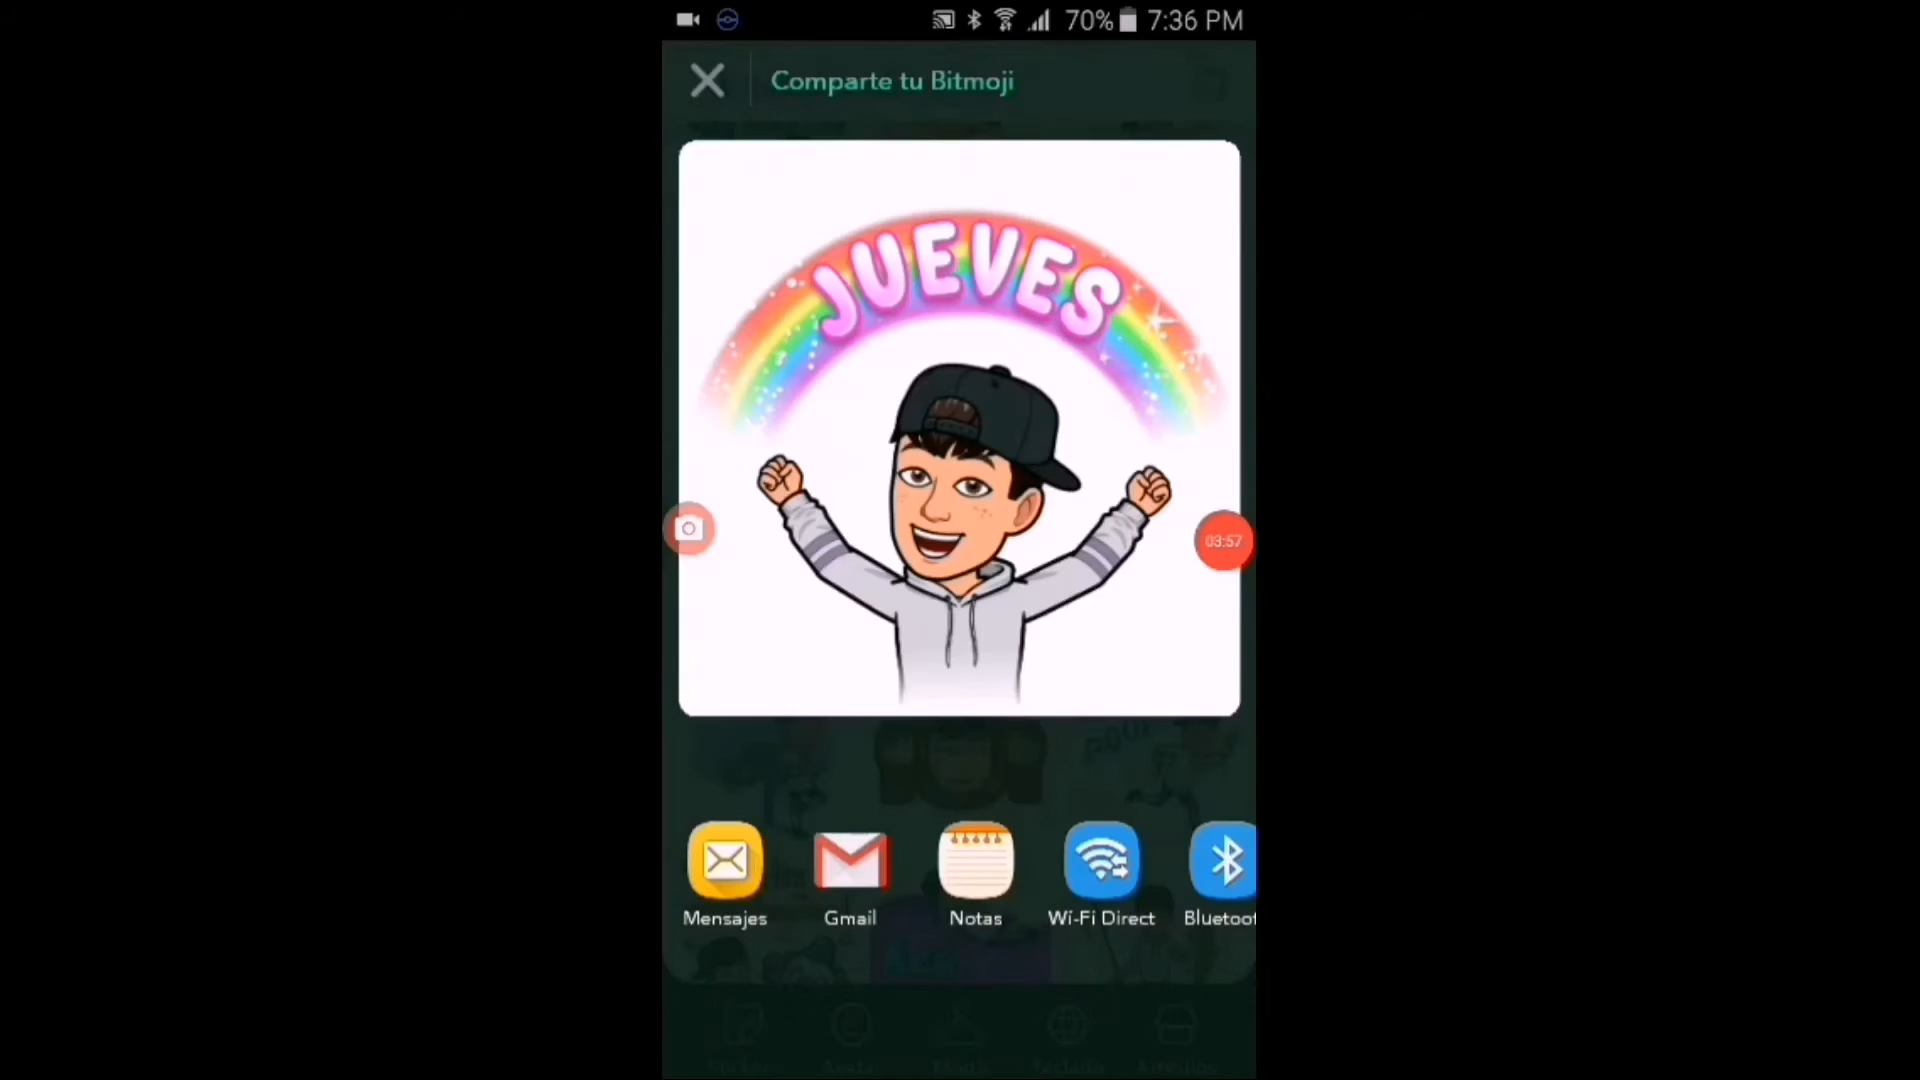 70% 7:36 PM
Comparte tu Bitmoji
JUEVES
03:57
Mensajes Gmail Notas Wi-Fi Direct Bluetoot